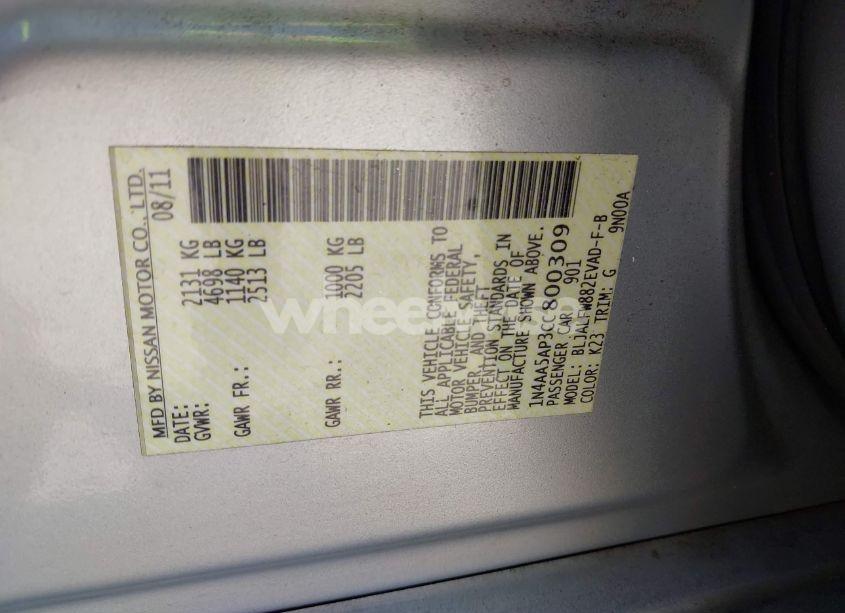 MFD BY NISSAN MOTOR CO., LTD.
DATE: 08/11
GVWR: 2131 KG
4698 LB
GAWR FR.: 1140 KG
2513 LB
GAWR RR.: 1000 KG
2205 LB
THIS VEHICLE CONFORMS TO
ALL APPLICABLE FEDERAL
MOTOR VEHICLE SAFETY,
BUMPER, AND THEFT
PREVENTION STANDARDS IN
EFFECT ON THE DATE OF
MANUFACTURE SHOWN ABOVE.
1N4AA5AP3CC800309
PASSENGER CAR 901
MODEL: BLJALFW882EVAD-F-B
COLOR: K23 TRIM: G 9N00A